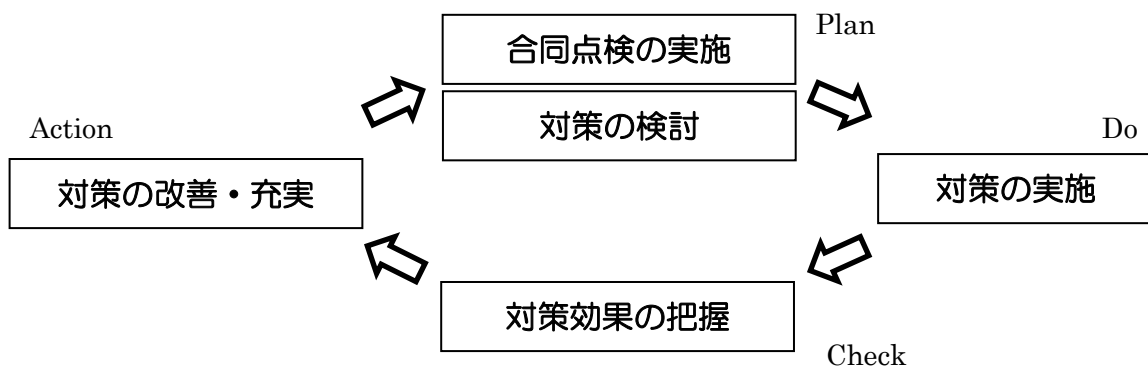 合同点検の実施
Plan
対策の検討
Action
Do
対策の改善・充実
対策の実施
対策効果の把握
Check